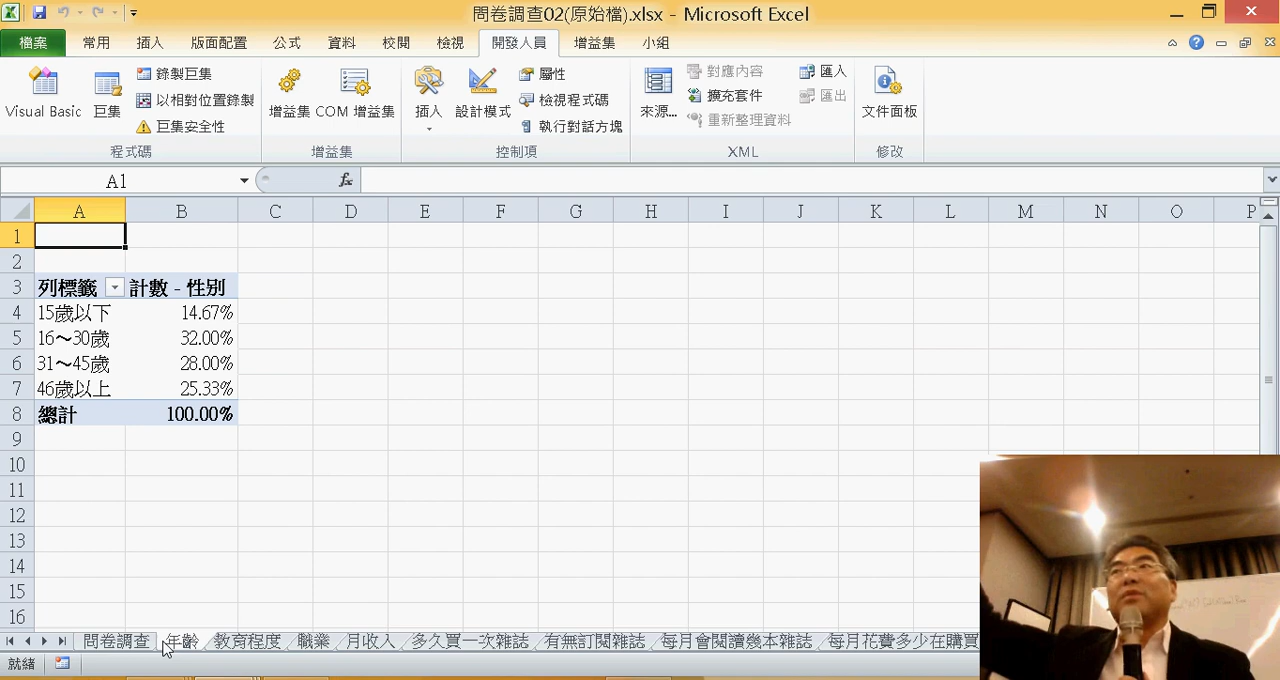 問卷調查02(原始檔).xlsx - Microsoft Excel
檔案 常用 插入 版面配置 公式 資料 校閱 檢視 開發人員 增益集 小組
Visual Basic 巨集 錄製巨集 以相對位置錄製 巨集安全性 程式碼
增益集 COM 增益集 增益集
插入 設計模式 屬性 檢視程式碼 執行對話方塊 控制項
來源... 對應內容 擴充套件 重新整理資料 匯入 匯出 XML
文件面板 修改
A1 fx
A B C D E F G H I J K L M N O P
1
2
3 列標籤 計數 - 性別
4 15歲以下 14.67%
5 16～30歲 32.00%
6 31～45歲 28.00%
7 46歲以上 25.33%
8 總計 100.00%
9
10
11
12
13
14
15
16
問卷調查 年齡 教育程度 職業 月收入 多久買一次雜誌 有無訂閱雜誌 每月會閱讀幾本雜誌 每月花費多少在購買
就緒